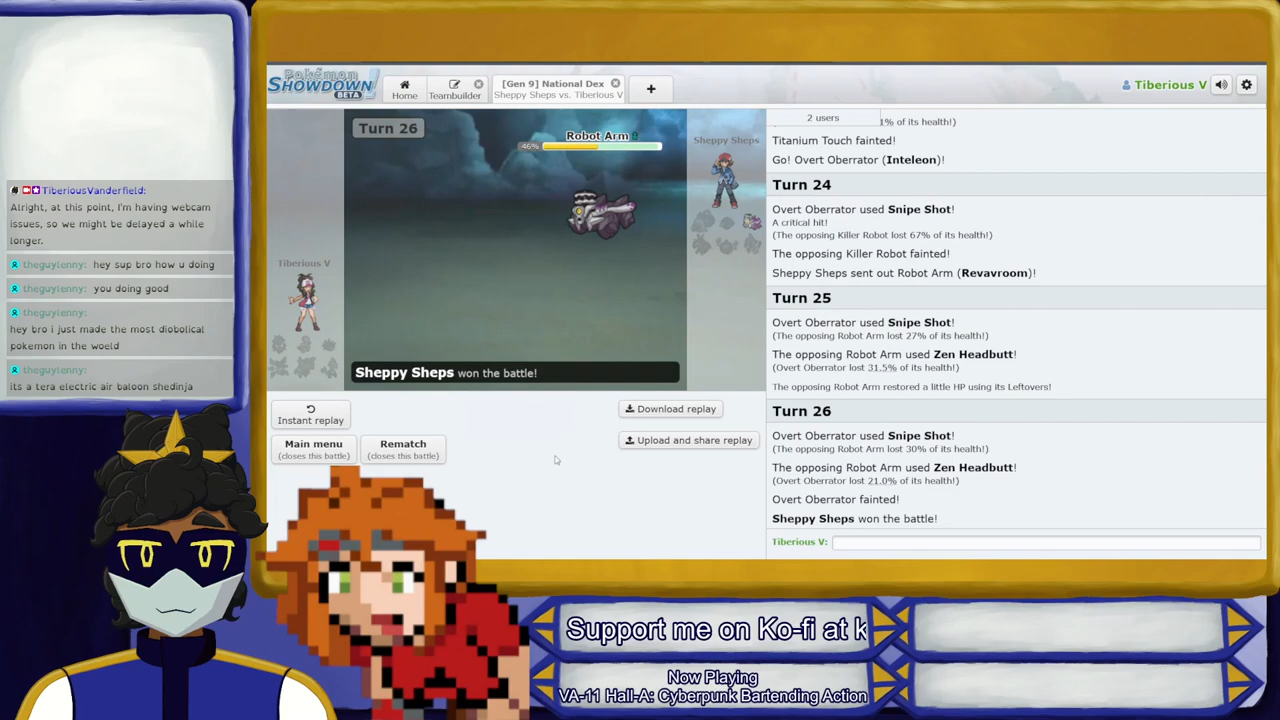 TiberiousVanderfield:
Alright, at this point, I'm having webcam
issues, so we might be delayed a while
longer.
theguylenny: hey sup bro how u doing
theguylenny: you doing good
theguylenny:
hey bro i just made the most diobolical
pokemon in the woeld
theguylenny:
its a tera electric air baloon shedinja
Pokémon
SHOWDOWN!
BETA
Home
Teambuilder
[Gen 9] National Dex
Sheppy Sheps vs. Tiberious V
+
Tiberious V
Turn 26
Robot Arm
46%
Tiberious V
Sheppy Sheps
Sheppy Sheps won the battle!
Instant replay
Download replay
Main menu
(closes this battle)
Rematch
(closes this battle)
Upload and share replay
2 users
1% of its health!)
Titanium Touch fainted!
Go! Overt Oberrator (Inteleon)!
Turn 24
Overt Oberrator used Snipe Shot!
A critical hit!
(The opposing Killer Robot lost 67% of its health!)
The opposing Killer Robot fainted!
Sheppy Sheps sent out Robot Arm (Revavroom)!
Turn 25
Overt Oberrator used Snipe Shot!
(The opposing Robot Arm lost 27% of its health!)
The opposing Robot Arm used Zen Headbutt!
(Overt Oberrator lost 31.5% of its health!)
The opposing Robot Arm restored a little HP using its Leftovers!
Turn 26
Overt Oberrator used Snipe Shot!
(The opposing Robot Arm lost 30% of its health!)
The opposing Robot Arm used Zen Headbutt!
(Overt Oberrator lost 21.0% of its health!)
Overt Oberrator fainted!
Sheppy Sheps won the battle!
Tiberious V:
Support me on Ko-fi at k
Now Playing
VA-11 Hall-A: Cyberpunk Bartending Action